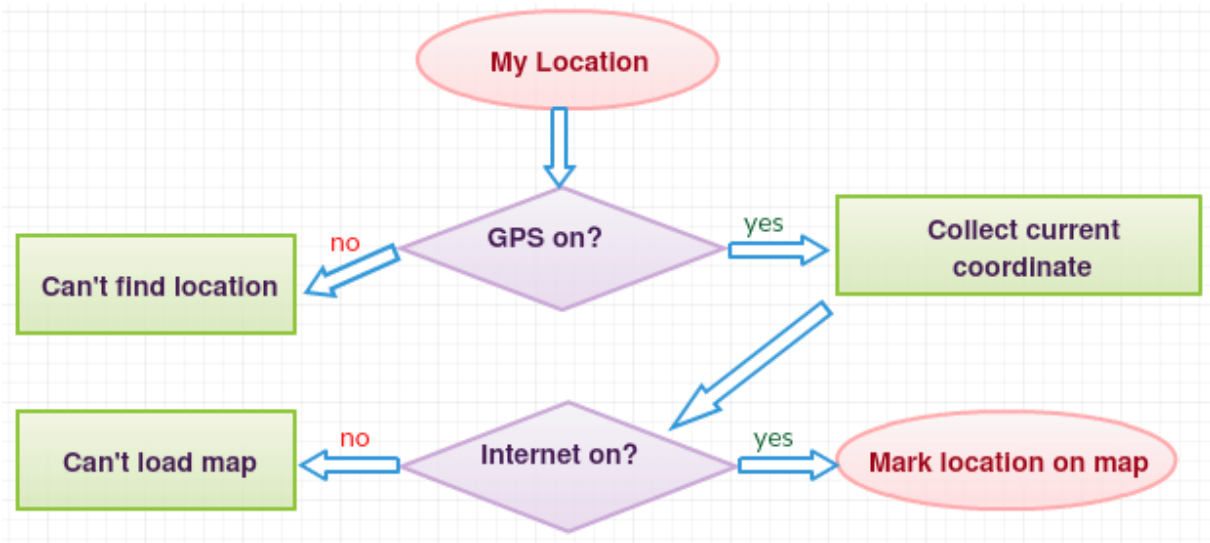 My Location
GPS on?
no
yes
Can't find location
Collect current
coordinate
Internet on?
no
yes
Can't load map
Mark location on map